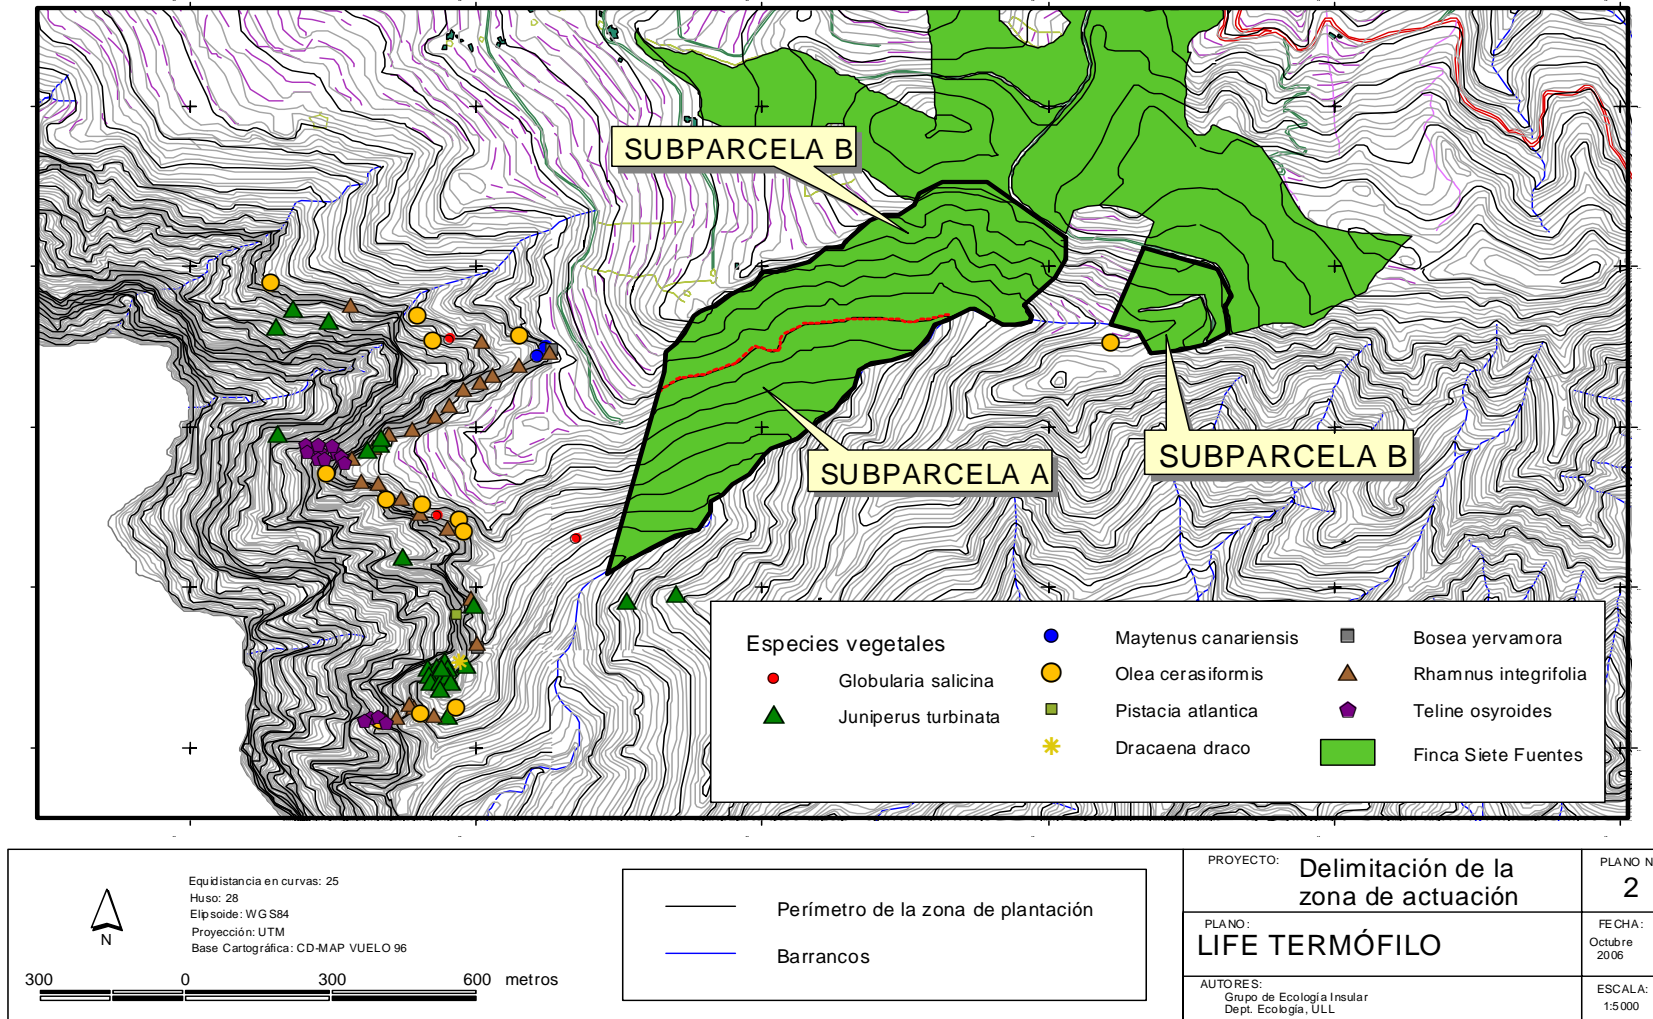 SUBPARCELA B
SUBPARCELA A
SUBPARCELA B
Especies vegetales
Globularia salicina
Juniperus turbinata
Maytenus canariensis
Olea cerasiformis
Pistacia atlantica
Dracaena draco
Bosea yervamora
Rhamnus integrifolia
Teline osyroides
Finca Siete Fuentes
N
Equidistancia en curvas: 25
Huso: 28
Elipsoide: WGS84
Proyección: UTM
Base Cartográfica: CD-MAP VUELO 96
300 0 300 600 metros
Perímetro de la zona de plantación
Barrancos
PROYECTO: Delimitación de la
zona de actuación
PLANO N
2
PLANO:
LIFE TERMÓFILO
FECHA:
Octubre
2006
AUTORES:
Grupo de Ecología Insular
Dept. Ecología, ULL
ESCALA:
1:5000